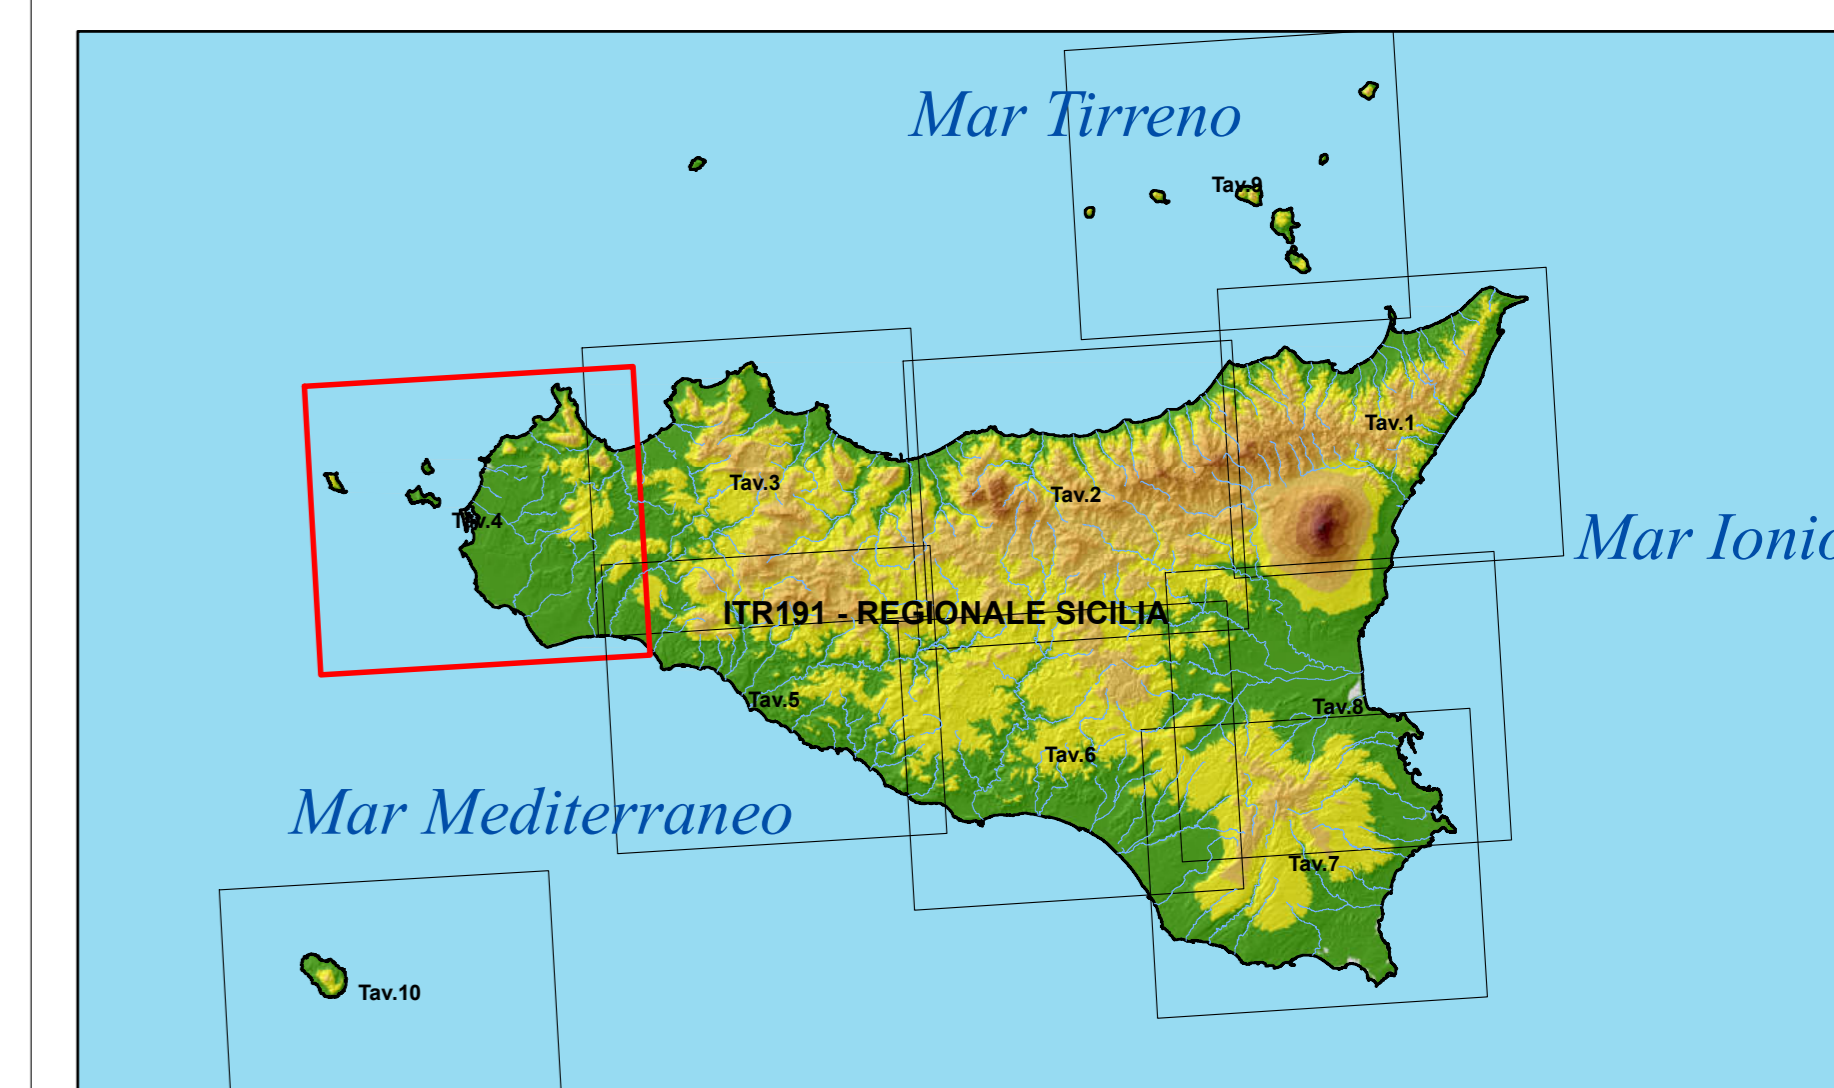 Mar Tirreno
Tav.9
Tav.1
Tav.3
Tav.2
Tav.4
Mar Ionio
ITR191 - REGIONALE SICILIA
Tav.5
Tav.8
Tav.6
Mar Mediterraneo
Tav.7
Tav.10